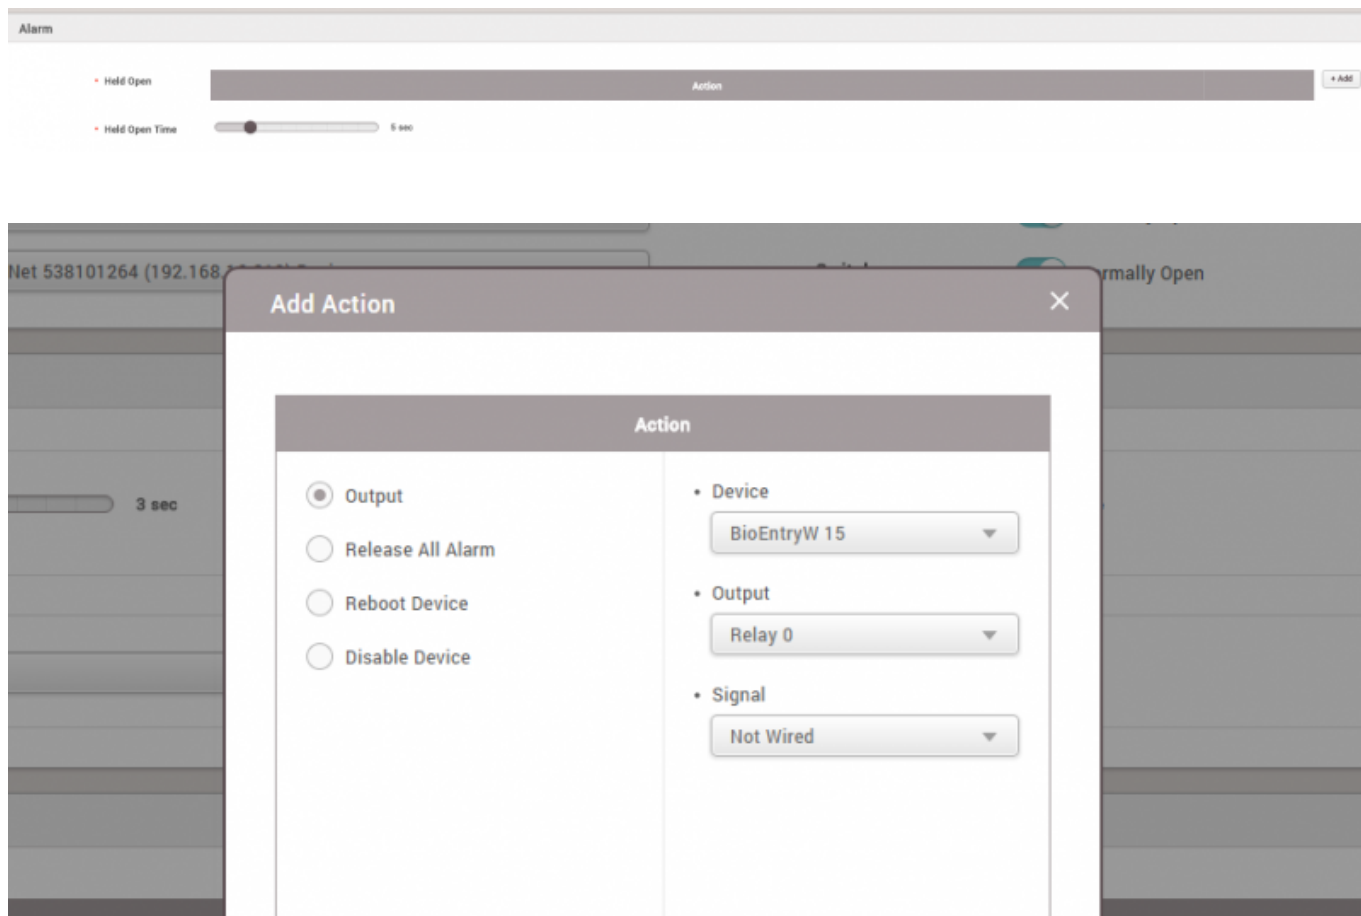 Alarm
• Held Open
Action
+ Add
• Held Open Time
5 sec
Net 538101264 (192.168.
ormally Open
Add Action
Action
3 sec
Output
Release All Alarm
Reboot Device
Disable Device
• Device
BioEntryW 15
• Output
Relay 0
• Signal
Not Wired